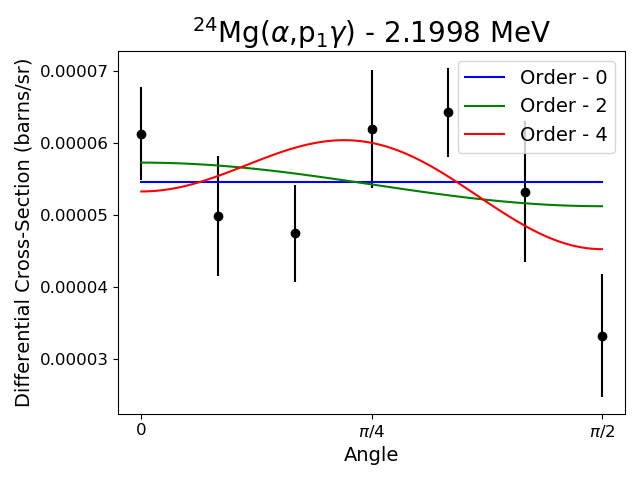 ²⁴Mg(α,p₁γ) - 2.1998 MeV
Differential Cross-Section (barns/sr)
0.00007
0.00006
0.00005
0.00004
0.00003
Order - 0
Order - 2
Order - 4
0
π/4
π/2
Angle